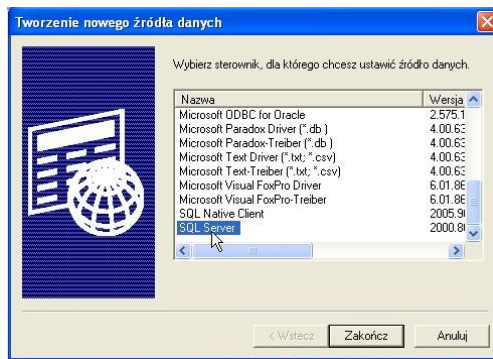 Tworzenie nowego źródła danych
Wybierz sterownik, dla którego chcesz ustawić źródło danych.
Nazwa Wersja
Microsoft ODBC for Oracle 2.575.1
Microsoft Paradox Driver (*.db ) 4.00.63
Microsoft Paradox-Treiber (*.db ) 4.00.63
Microsoft Text Driver (*.txt; *.csv) 4.00.63
Microsoft Text-Treiber (*.txt; *.csv) 4.00.63
Microsoft Visual FoxPro Driver 6.01.86
Microsoft Visual FoxPro-Treiber 6.01.86
SQL Native Client 2005.90
SQL Server 2000.80
< Wstecz Zakończ Anuluj